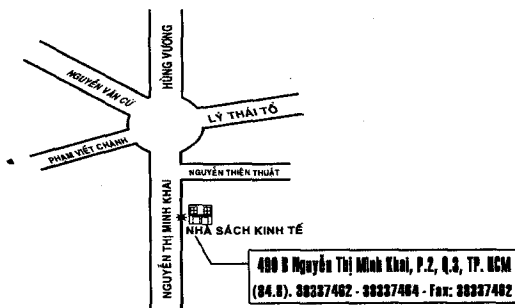 HÙNG VƯƠNG
NGUYỄN VĂN CỪ
LÝ THÁI TỔ
PHẠM VIẾT CHÁNH
NGUYỄN THIỆN THUẬT
NGUYỄN THỊ MINH KHAI
NHÀ SÁCH KINH TẾ
490 B Nguyễn Thị Minh Khai, P.2, Q.3, TP. HCM
(84.8). 38337462 - 38337464 - Fax: 38337462